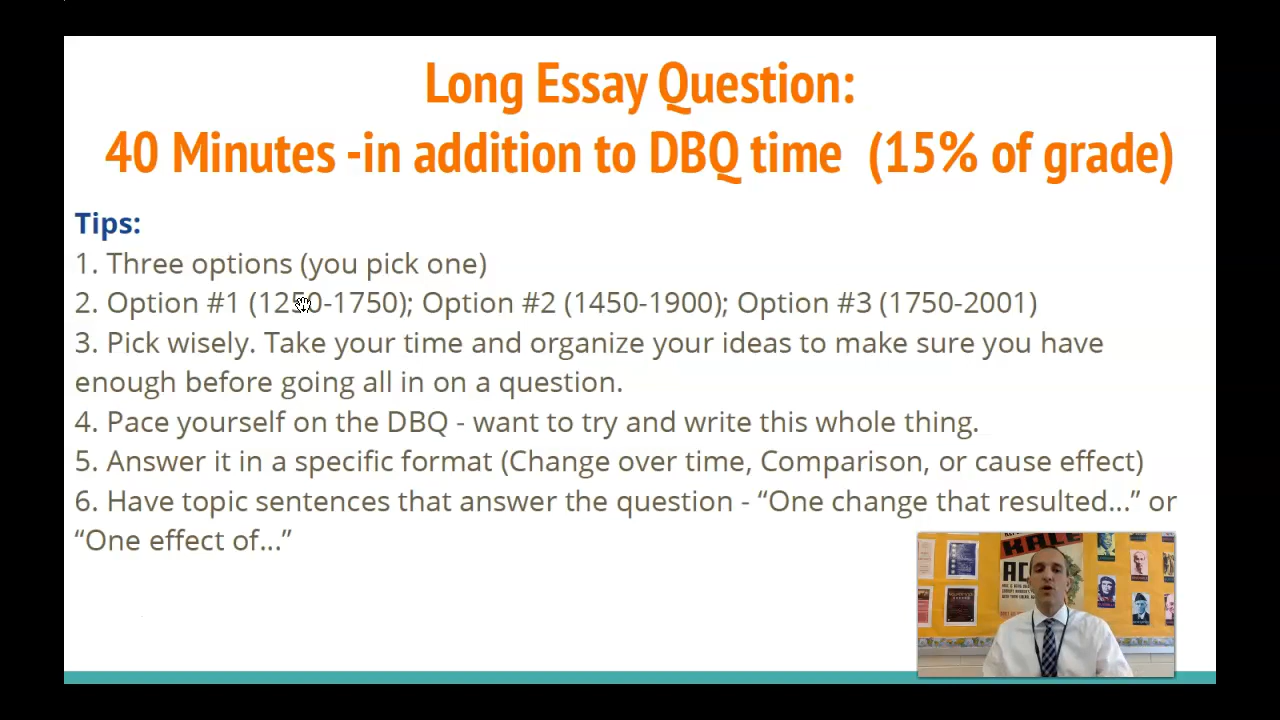 Long Essay Question:
40 Minutes -in addition to DBQ time (15% of grade)
Tips:
1. Three options (you pick one)
2. Option #1 (1250-1750); Option #2 (1450-1900); Option #3 (1750-2001)
3. Pick wisely. Take your time and organize your ideas to make sure you have
enough before going all in on a question.
4. Pace yourself on the DBQ - want to try and write this whole thing.
5. Answer it in a specific format (Change over time, Comparison, or cause effect)
6. Have topic sentences that answer the question - “One change that resulted...” or
“One effect of...”
KALE